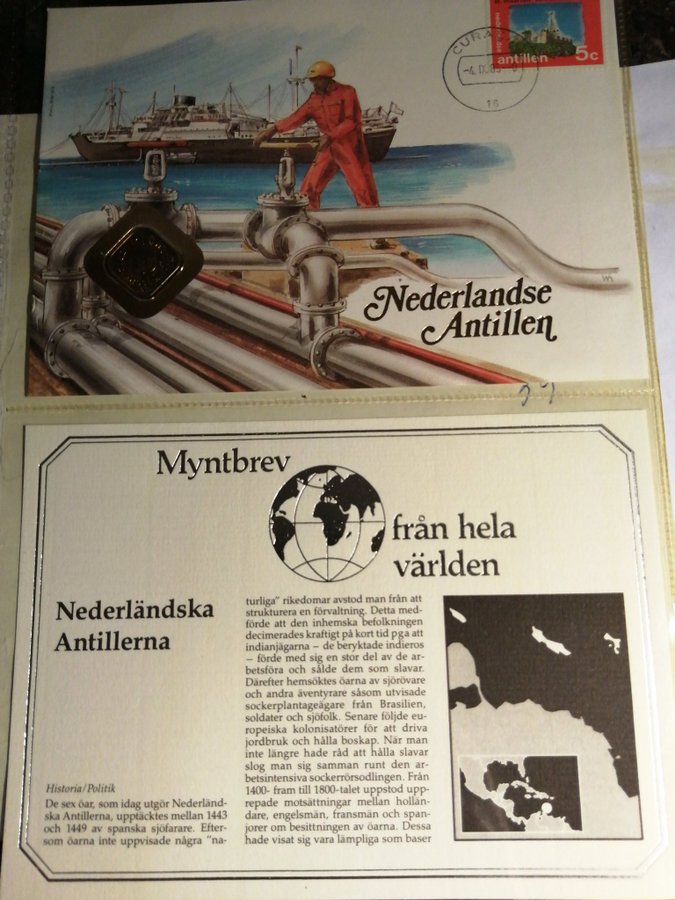 antillen 5c
CURA
-4.IX.85
16
Nederlandse
Antillen
Myntbrev
från hela
världen
Nederländska
Antillerna
Historia/Politik
De sex öar, som idag utgör Nederländ-
ska Antillerna, upptäcktes mellan 1443
och 1449 av spanska sjöfarare. Efter-
som öarna inte uppvisade några "na-
turliga" rikedomar avstod man från att
strukturera en förvaltning. Detta med-
förde att den inhemska befolkningen
decimerades kraftigt på kort tid pga att
indianjägarna – de beryktade indieros
– förde med sig en stor del av de ar-
betsföra och sålde dem som slavar.
Därefter hemsöktes öarna av sjörövare
och andra äventyrare såsom utvisade
sockerplantageägare från Brasilien,
soldater och sjöfolk. Senare följde eu-
ropeiska kolonisatörer för att driva
jordbruk och hålla boskap. När man
inte längre hade råd att hålla slavar
slog man sig samman runt den ar-
betsintensiva sockerrörsodlingen. Från
1400- fram till 1800-talet uppstod upp-
repade motsättningar mellan hollän-
dare, engelsmän, fransmän och span-
jorer om besittningen av öarna. Dessa
hade visat sig vara lämpliga som baser